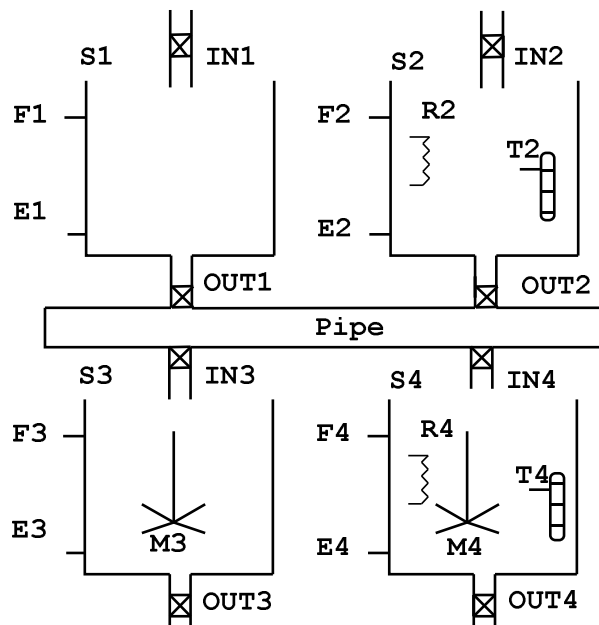 S1 IN1 S2 IN2
F1 F2 R2
T2
E1 E2
OUT1 OUT2
Pipe
S3 IN3 S4 IN4
F3 F4 R4
T4
E3 M3 E4 M4
OUT3 OUT4